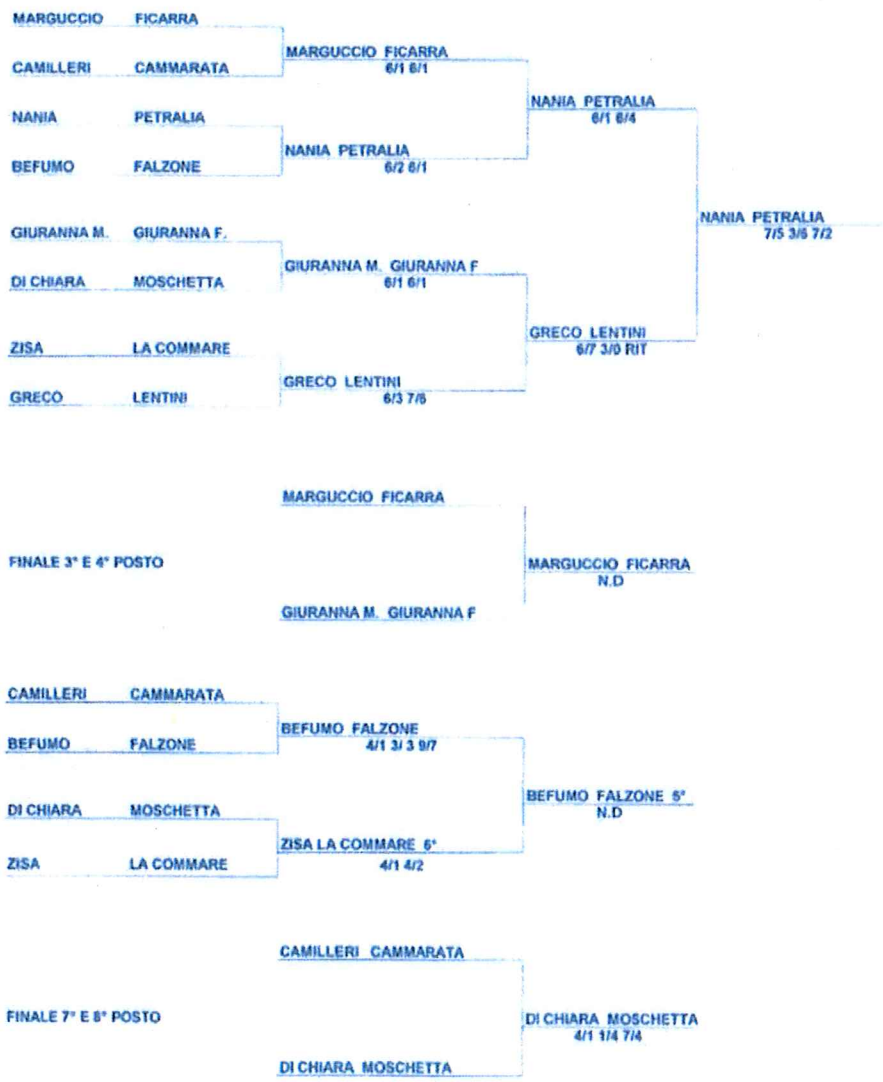 MARGUCCIO FICARRA
MARGUCCIO FICARRA
6/1 6/1
CAMILLERI CAMMARATA
NANIA PETRALIA
6/1 6/4
NANIA PETRALIA
NANIA PETRALIA
6/2 6/1
BEFUMO FALZONE
NANIA PETRALIA
7/5 3/6 7/2
GIURANNA M. GIURANNA F.
GIURANNA M. GIURANNA F
6/1 6/1
DI CHIARA MOSCHETTA
GRECO LENTINI
6/7 3/0 RIT
ZISA LA COMMARE
GRECO LENTINI
6/3 7/6
GRECO LENTINI
MARGUCCIO FICARRA
FINALE 3° E 4° POSTO
MARGUCCIO FICARRA
N.D
GIURANNA M. GIURANNA F
CAMILLERI CAMMARATA
BEFUMO FALZONE
4/1 3/ 3 9/7
BEFUMO FALZONE
BEFUMO FALZONE 5°
N.D
DI CHIARA MOSCHETTA
ZISA LA COMMARE 6°
4/1 4/2
ZISA LA COMMARE
CAMILLERI CAMMARATA
FINALE 7° E 8° POSTO
DI CHIARA MOSCHETTA
4/1 1/4 7/4
DI CHIARA MOSCHETTA